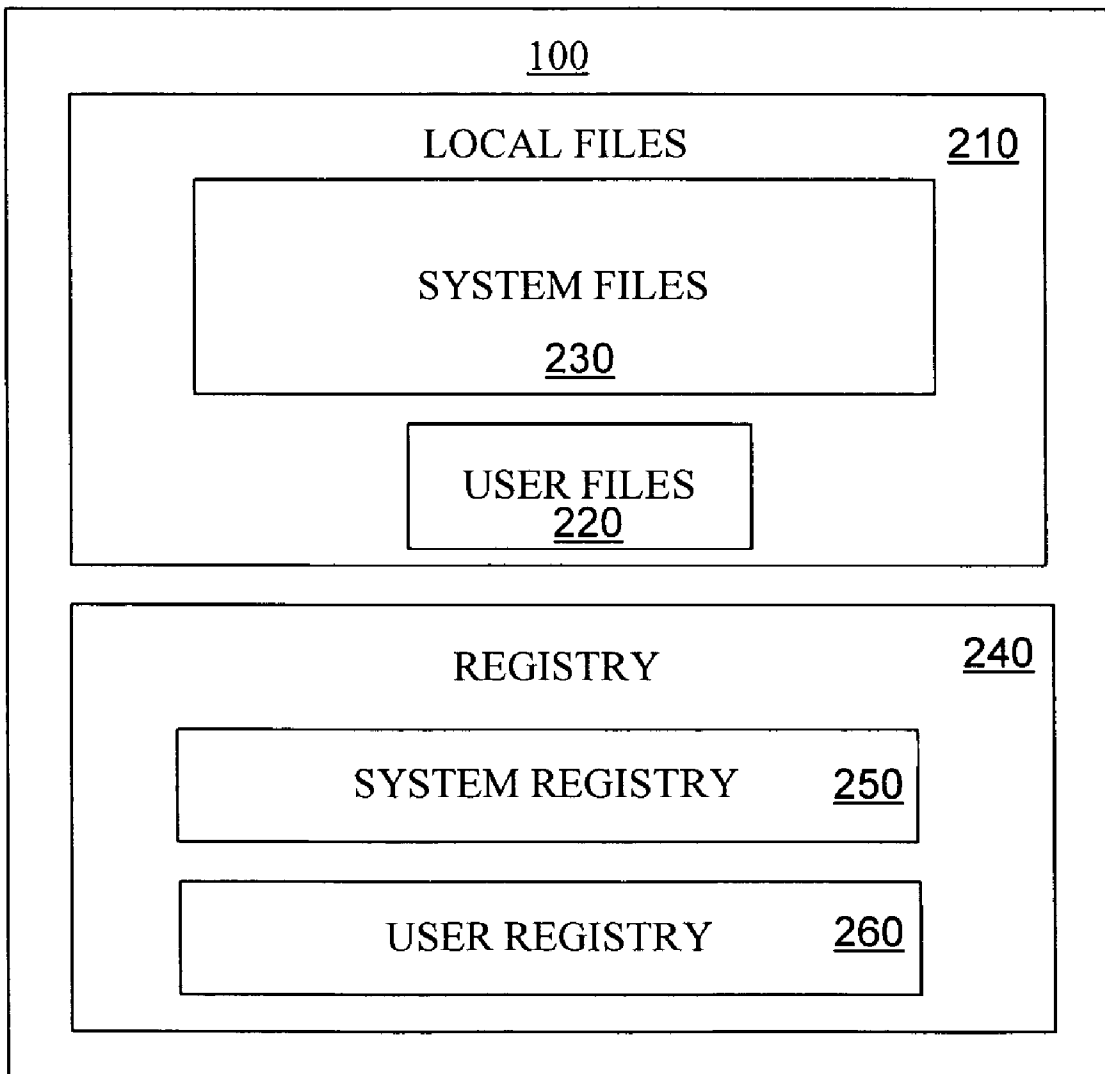 100
LOCAL FILES 210
SYSTEM FILES
230
USER FILES
220
REGISTRY 240
SYSTEM REGISTRY 250
USER REGISTRY 260